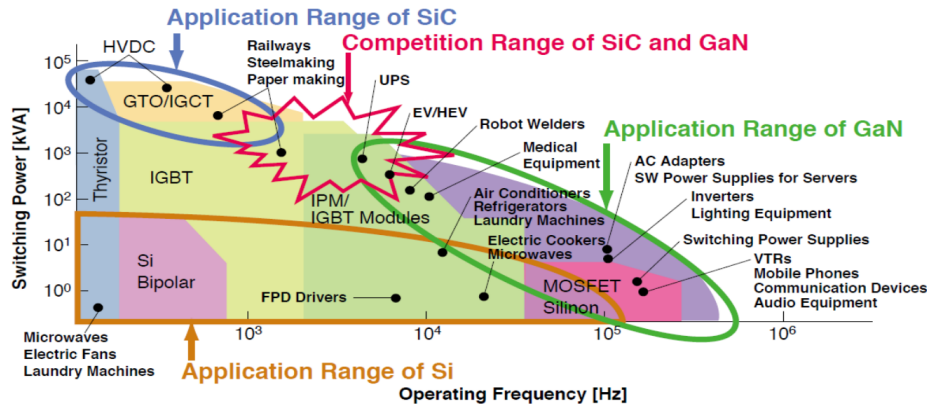 Application Range of SiC
HVDC
Railways
Steelmaking
Paper making
Competition Range of SiC and GaN
UPS
EV/HEV
Robot Welders
Medical
Equipment
Application Range of GaN
AC Adapters
SW Power Supplies for Servers
Inverters
Lighting Equipment
Switching Power Supplies
VTRs
Mobile Phones
Communication Devices
Audio Equipment
Air Conditioners
Refrigerators
Laundry Machines
Electric Cookers
Microwaves
GTO/IGCT
Thyristor
IGBT
IPM/
IGBT Modules
Si
Bipolar
FPD Drivers
MOSFET
Silinon
Switching Power [kVA]
10⁵
10⁴
10³
10²
10¹
10⁰
10³
10⁴
10⁵
10⁶
Microwaves
Electric Fans
Laundry Machines
Application Range of Si
Operating Frequency [Hz]